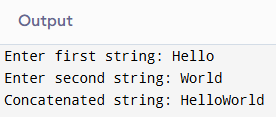 Output
Enter first string: Hello
Enter second string: World
Concatenated string: HelloWorld